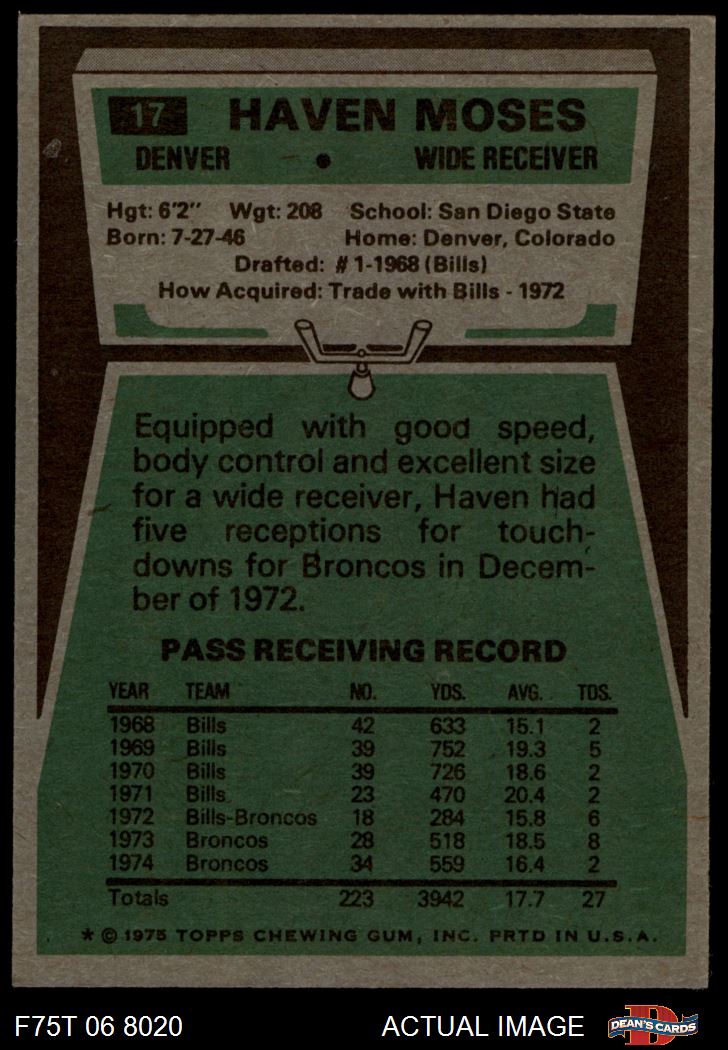 17 HAVEN MOSES
DENVER • WIDE RECEIVER
Hgt: 6'2" Wgt: 208 School: San Diego State
Born: 7-27-46 Home: Denver, Colorado
Drafted: #1-1968 (Bills)
How Acquired: Trade with Bills - 1972
Equipped with good speed,
body control and excellent size
for a wide receiver, Haven had
five receptions for touch-
downs for Broncos in Decem-
ber of 1972.
PASS RECEIVING RECORD
YEAR TEAM NO. YDS. AVG. TDS.
1968 Bills 42 633 15.1 2
1969 Bills 39 752 19.3 5
1970 Bills 39 726 18.6 2
1971 Bills 23 470 20.4 2
1972 Bills-Broncos 18 284 15.8 6
1973 Broncos 28 518 18.5 8
1974 Broncos 34 559 16.4 2
Totals 223 3942 17.7 27
* © 1975 TOPPS CHEWING GUM, INC. PRTD IN U.S.A.
F75T 06 8020 ACTUAL IMAGE DEAN'S CARDS